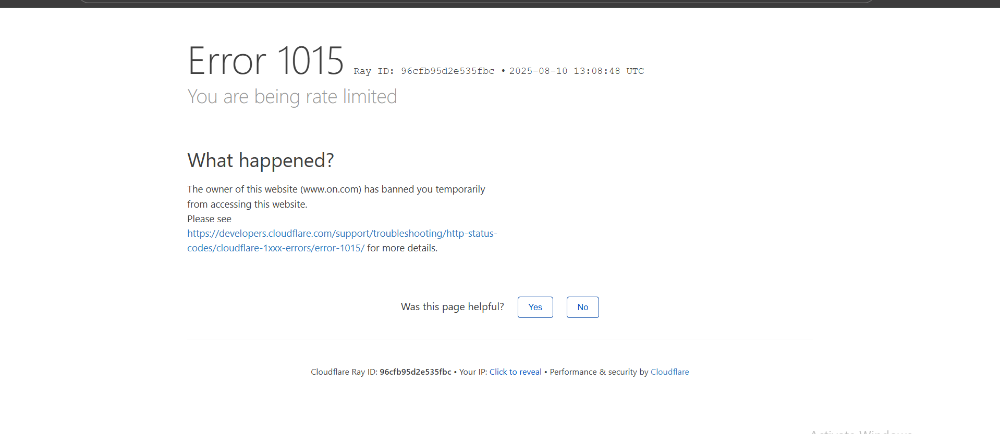 Error 1015 Ray ID: 96cfb95d2e535fbc • 2025-08-10 13:08:48 UTC
You are being rate limited
What happened?
The owner of this website (www.on.com) has banned you temporarily
from accessing this website.
Please see
https://developers.cloudflare.com/support/troubleshooting/http-status-
codes/cloudflare-1xxx-errors/error-1015/ for more details.
Was this page helpful? Yes No
Cloudflare Ray ID: 96cfb95d2e535fbc • Your IP: Click to reveal • Performance & security by Cloudflare
Activate Windows